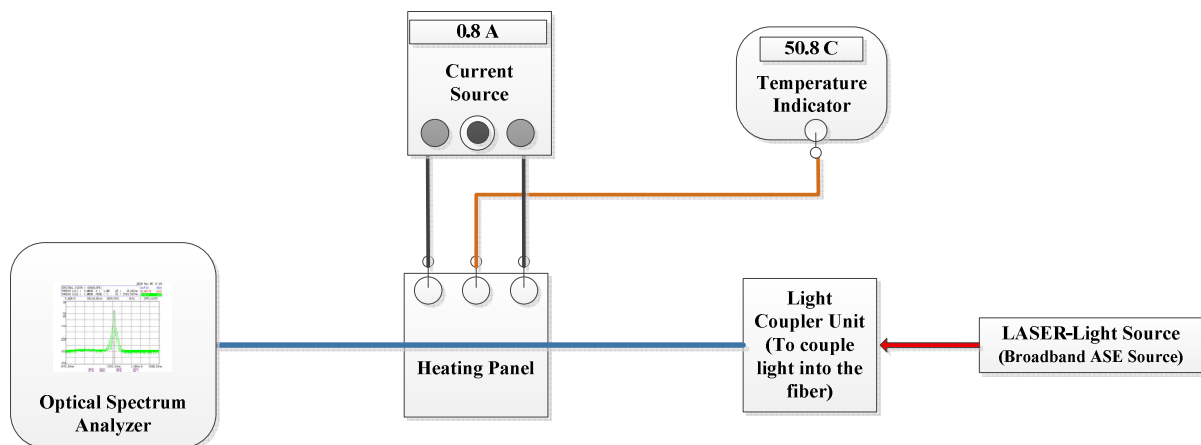 0.8 A
Current
Source
50.8 C
Temperature
Indicator
Optical Spectrum
Analyzer
Heating Panel
Light
Coupler Unit
(To couple
light into the
fiber)
LASER-Light Source
(Broadband ASE Source)